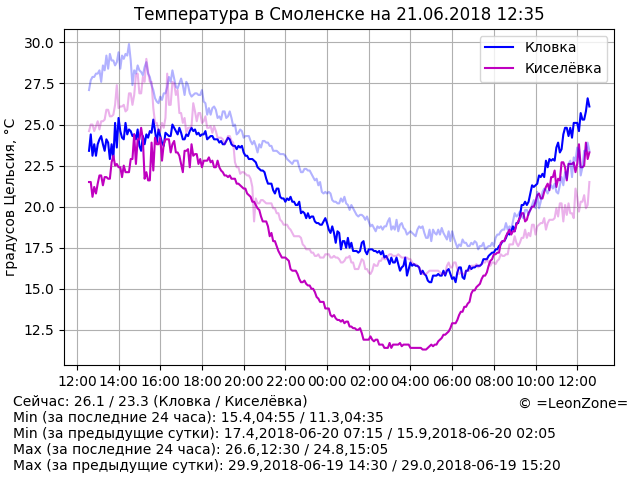 Температура в Смоленске на 21.06.2018 12:35
градусов Цельсия, °C
30.0
27.5
25.0
22.5
20.0
17.5
15.0
12.5
Кловка
Киселёвка
12:00 14:00 16:00 18:00 20:00 22:00 00:00 02:00 04:00 06:00 08:00 10:00 12:00
Сейчас: 26.1 / 23.3 (Кловка / Киселёвка)
© =LeonZone=
Min (за последние 24 часа): 15.4,04:55 / 11.3,04:35
Min (за предыдущие сутки): 17.4,2018-06-20 07:15 / 15.9,2018-06-20 02:05
Max (за последние 24 часа): 26.6,12:30 / 24.8,15:05
Max (за предыдущие сутки): 29.9,2018-06-19 14:30 / 29.0,2018-06-19 15:20